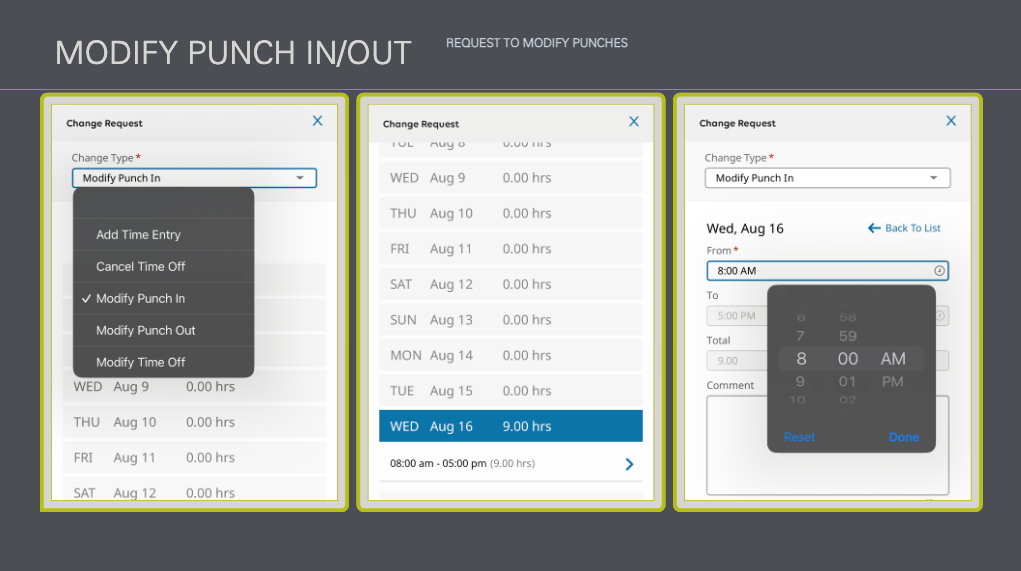 MODIFY PUNCH IN/OUT
REQUEST TO MODIFY PUNCHES
Change Request X
Change Type *
Modify Punch In
Add Time Entry
Cancel Time Off
✓ Modify Punch In
Modify Punch Out
Modify Time Off
WED Aug 9 0.00 hrs
THU Aug 10 0.00 hrs
FRI Aug 11 0.00 hrs
SAT Aug 12 0.00 hrs
Change Request X
TUE Aug 8 0.00 hrs
WED Aug 9 0.00 hrs
THU Aug 10 0.00 hrs
FRI Aug 11 0.00 hrs
SAT Aug 12 0.00 hrs
SUN Aug 13 0.00 hrs
MON Aug 14 0.00 hrs
TUE Aug 15 0.00 hrs
WED Aug 16 9.00 hrs
08:00 am - 05:00 pm (9.00 hrs)
Change Request X
Change Type *
Modify Punch In
Wed, Aug 16 ← Back To List
From *
8:00 AM
To
5:00 PM
Total
9.00
Comment
6 58
7 59
8 00 AM
9 01 PM
10 02
Reset Done